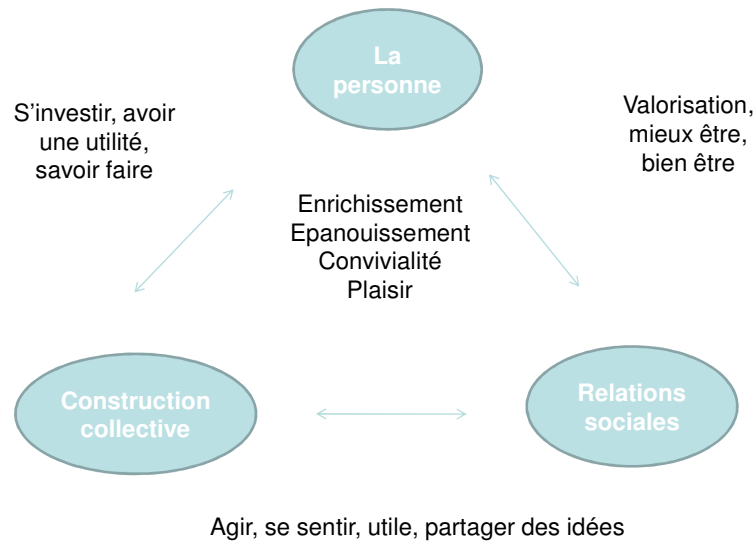 La
personne
S'investir, avoir
une utilité,
savoir faire
Valorisation,
mieux être,
bien être
Enrichissement
Epanouissement
Convivialité
Plaisir
Construction
collective
Relations
sociales
Agir, se sentir, utile, partager des idées